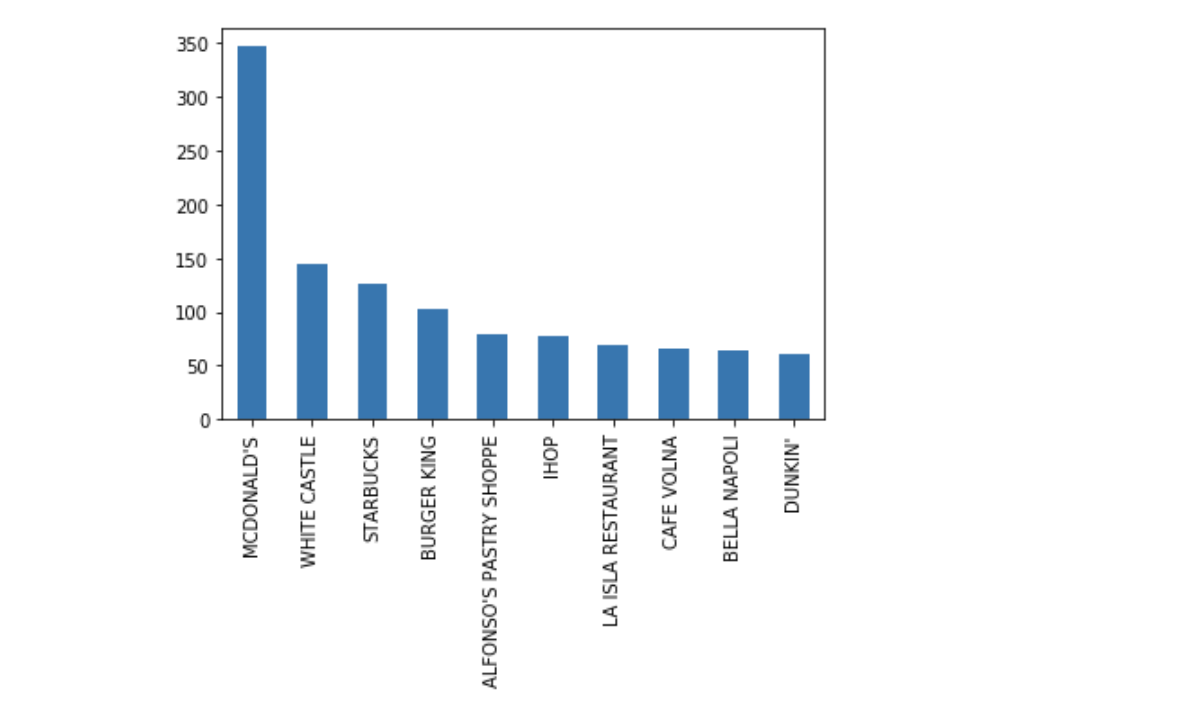 350
300
250
200
150
100
50
0
MCDONALD'S
WHITE CASTLE
STARBUCKS
BURGER KING
ALFONSO'S PASTRY SHOPPE
IHOP
LA ISLA RESTAURANT
CAFE VOLNA
BELLA NAPOLI
DUNKIN'